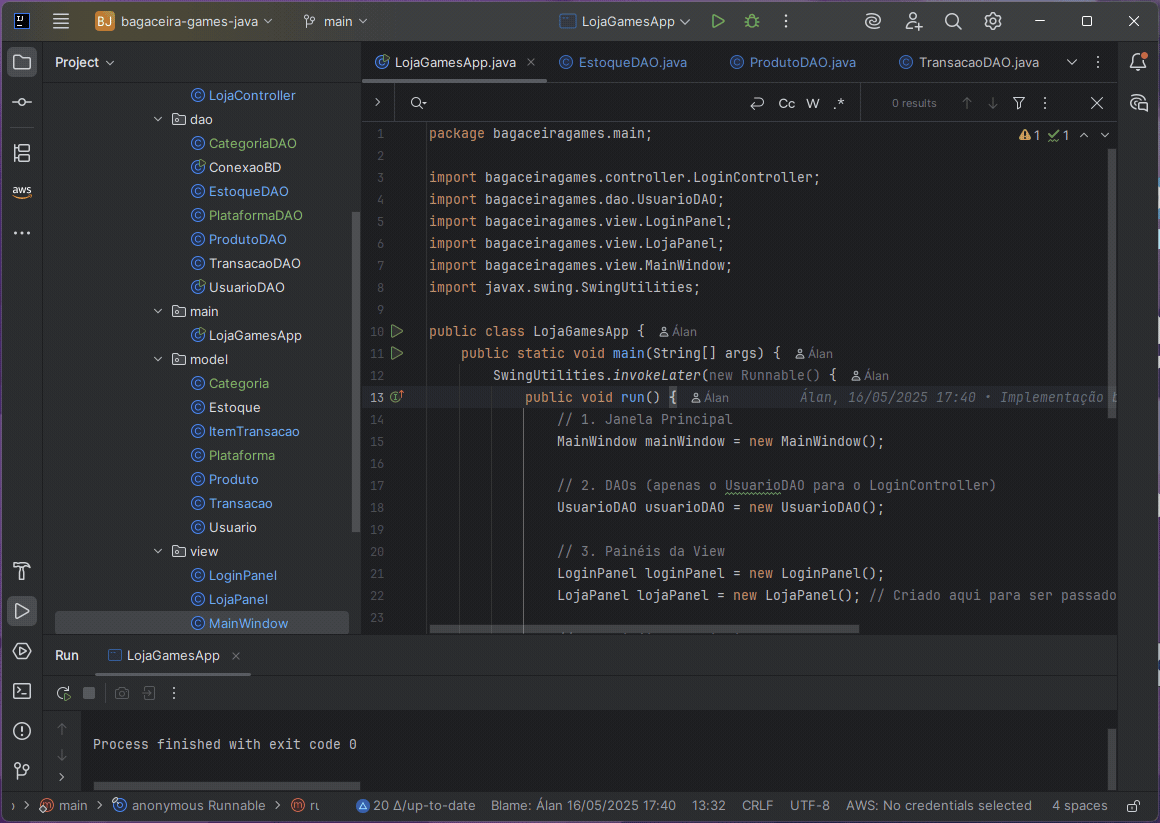 BJ bagaceira-games-java main LojaGamesApp
Project
LojaGamesApp.java EstoqueDAO.java ProdutoDAO.java TransacaoDAO.java
Cc W .* 0 results
aws
LojaController
dao
CategoriaDAO
ConexaoBD
EstoqueDAO
PlataformaDAO
ProdutoDAO
TransacaoDAO
UsuarioDAO
main
LojaGamesApp
model
Categoria
Estoque
ItemTransacao
Plataforma
Produto
Transacao
Usuario
view
LoginPanel
LojaPanel
MainWindow
1 package bagaceiragames.main; 1 1
2
3 import bagaceiragames.controller.LoginController;
4 import bagaceiragames.dao.UsuarioDAO;
5 import bagaceiragames.view.LoginPanel;
6 import bagaceiragames.view.LojaPanel;
7 import bagaceiragames.view.MainWindow;
8 import javax.swing.SwingUtilities;
9
10 public class LojaGamesApp { Álan
11 public static void main(String[] args) { Álan
12 SwingUtilities.invokeLater(new Runnable() { Álan
13 public void run() { Álan Álan, 16/05/2025 17:40 • Implementação
14 // 1. Janela Principal
15 MainWindow mainWindow = new MainWindow();
16
17 // 2. DAOs (apenas o UsuarioDAO para o LoginController)
18 UsuarioDAO usuarioDAO = new UsuarioDAO();
19
20 // 3. Painéis da View
21 LoginPanel loginPanel = new LoginPanel();
22 LojaPanel lojaPanel = new LojaPanel(); // Criado aqui para ser passado
23
Run LojaGamesApp
Process finished with exit code 0
main anonymous Runnable 20 Δ/up-to-date Blame: Álan 16/05/2025 17:40 13:32 CRLF UTF-8 AWS: No credentials selected 4 spaces